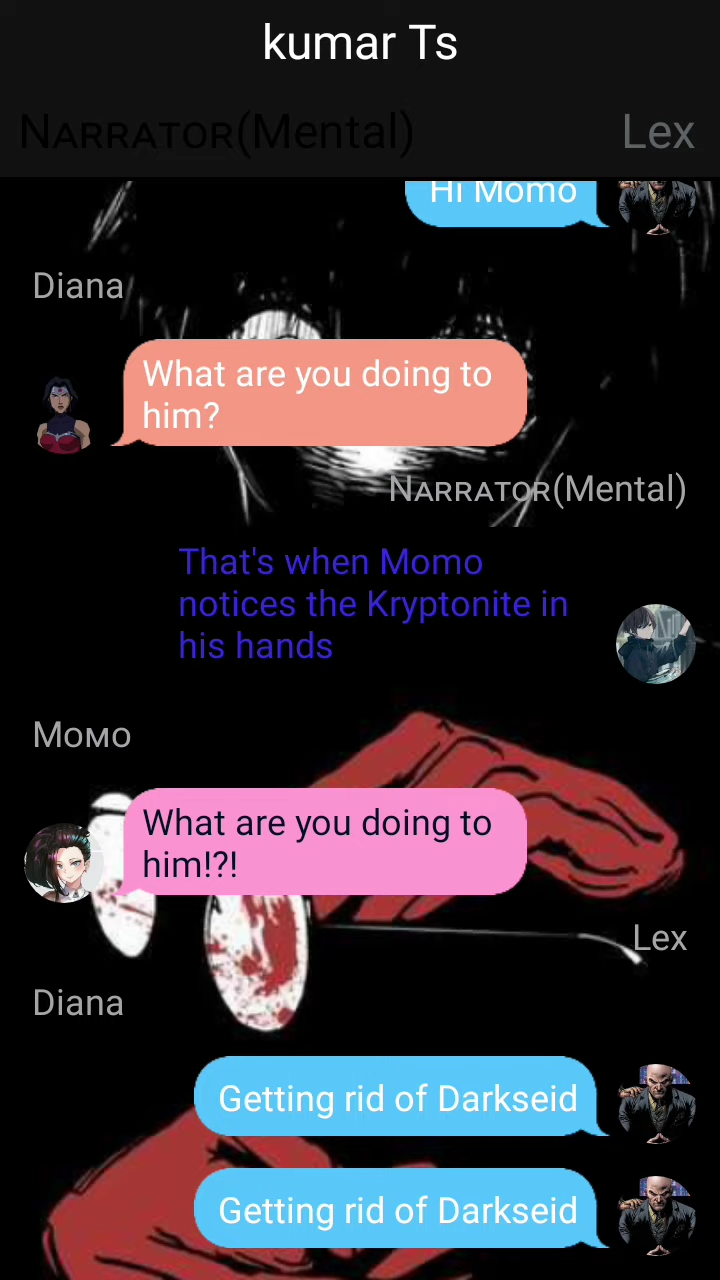 kumar Ts
Narrator(Mental)
Lex
Hi Momo
Diana
What are you doing to
him?
Narrator(Mental)
That's when Momo
notices the Kryptonite in
his hands
Momo
What are you doing to
him!?!
Lex
Diana
Getting rid of Darkseid
Getting rid of Darkseid